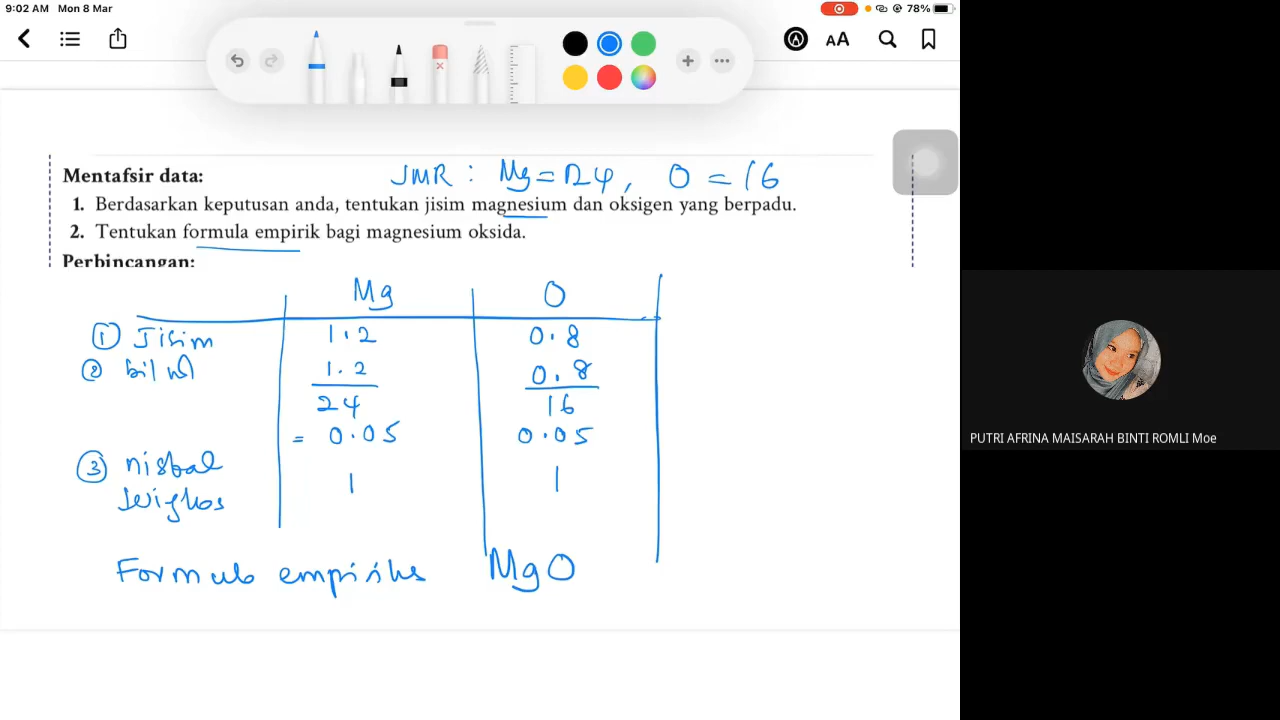 9:02 AM Mon 8 Mar
78%
AA
Mentafsir data:
JMR : Mg = 24, O = 16
1. Berdasarkan keputusan anda, tentukan jisim magnesium dan oksigen yang berpadu.
2. Tentukan formula empirik bagi magnesium oksida.
Perbincangan:
Mg O
① Jisim 1.2 0.8
② bil mol 1.2 0.8
24 16
= 0.05 0.05
③ nisbah 1 1
Formula empiriks MgO
PUTRI AFRINA MAISARAH BINTI ROMLI Moe